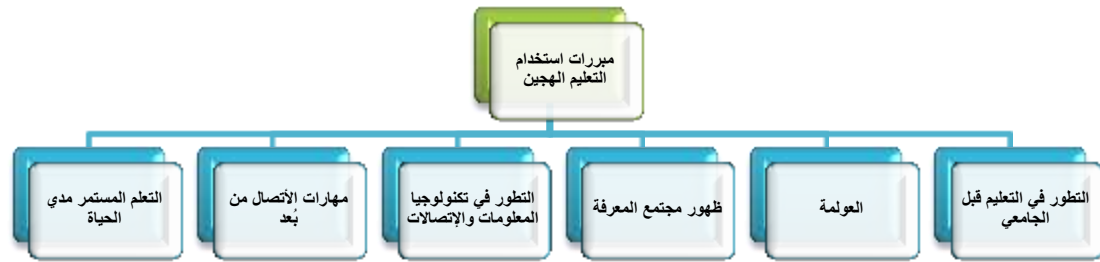 مبررات استخدام
التعليم الهجين
التطور في التعليم قبل
الجامعي
العولمة
ظهور مجتمع المعرفة
التطور في تكنولوجيا
المعلومات والإتصالات
مهارات الأتصال من
بُعد
التعلم المستمر مدي
الحياة